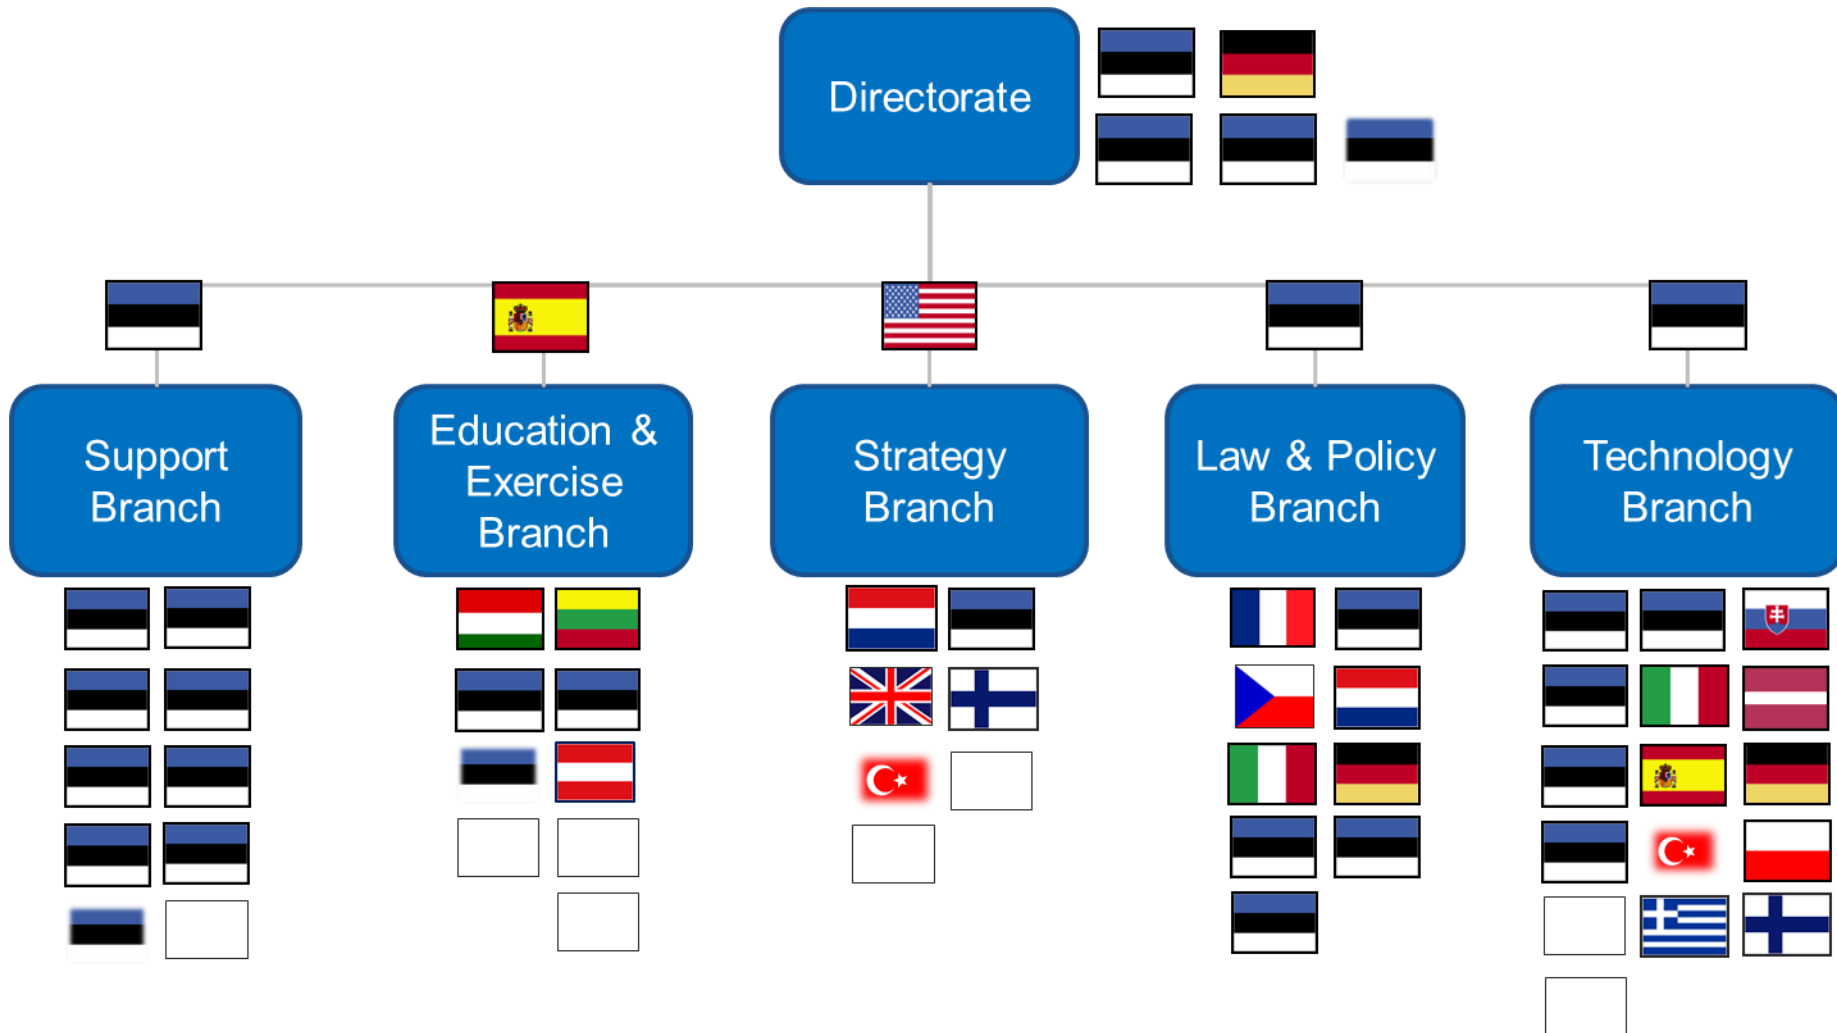 Directorate
Support
Branch
Education &
Exercise
Branch
Strategy
Branch
Law & Policy
Branch
Technology
Branch